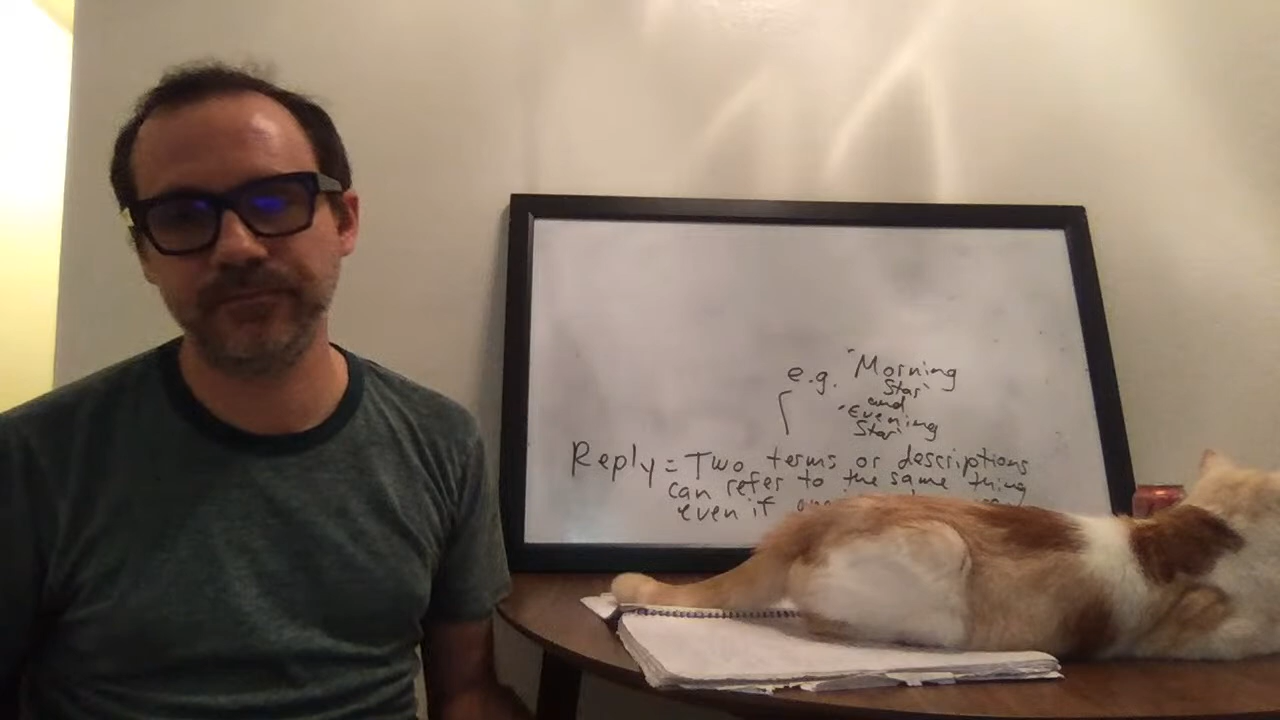 e.g. "Morning
Star"
and
"Evening
Star"
Reply = Two terms or descriptions
can refer to the same thing
even if